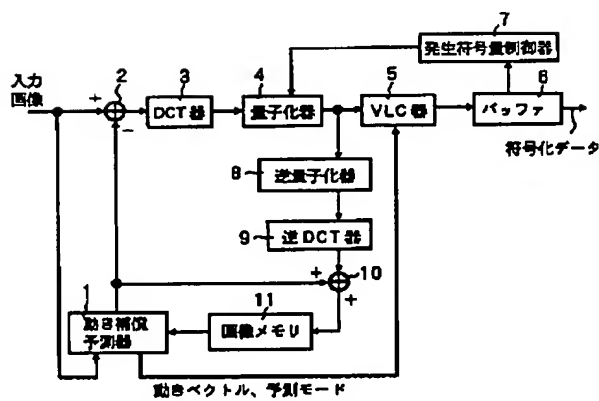 7
発生符号量制御器
入力
画像
+
2
-
3
DCT器
4
量子化器
5
VLC器
6
バッファ
符号化データ
8
逆量子化器
9
逆DCT器
+
10
+
1
動き補償
予測器
11
画像メモリ
動きベクトル、予測モード